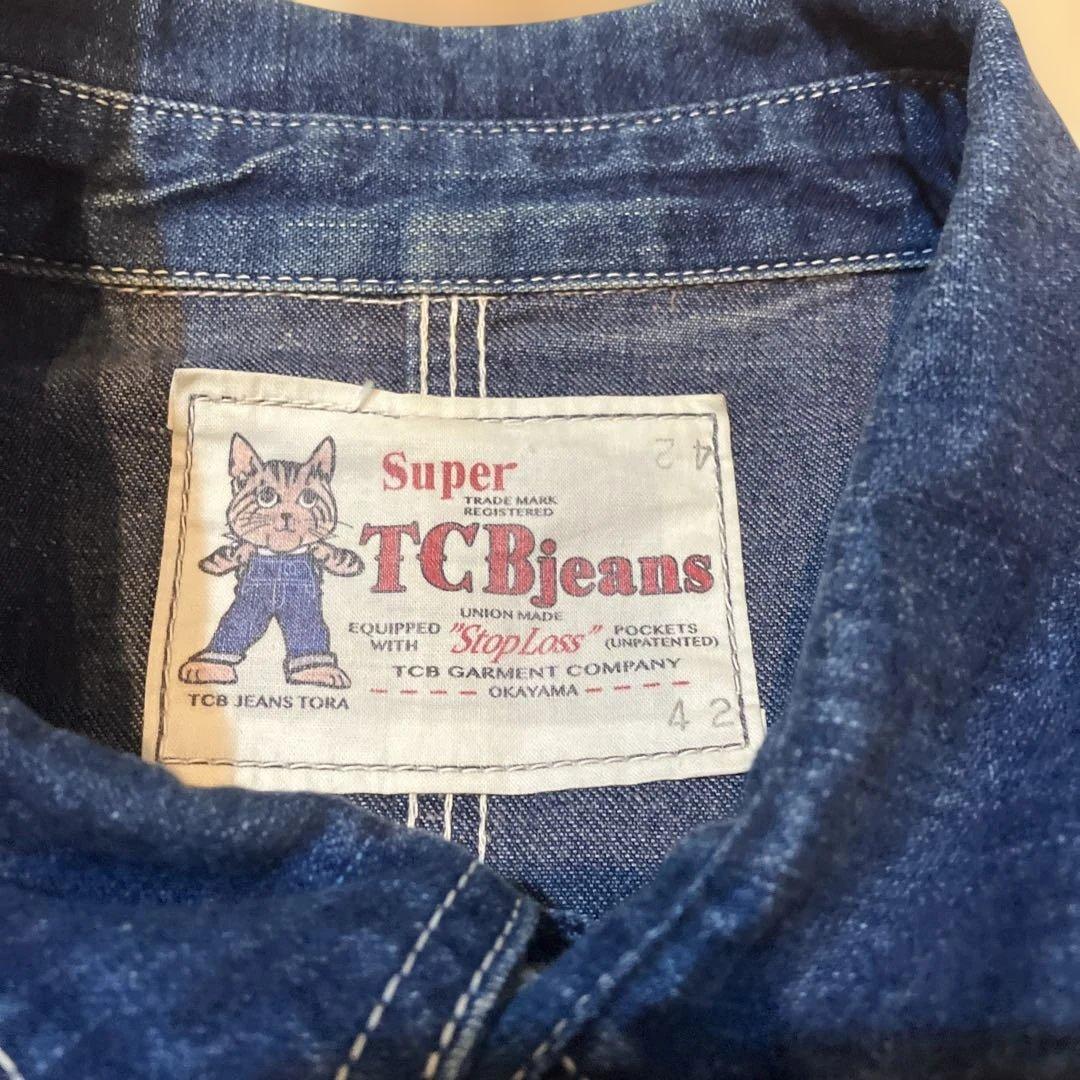 42
Super
TRADE MARK
REGISTERED
TCBjeans
UNION MADE
EQUIPPED WITH "StopLoss" POCKETS (UNPATENTED)
TCB GARMENT COMPANY
OKAYAMA
TCB JEANS TORA
42